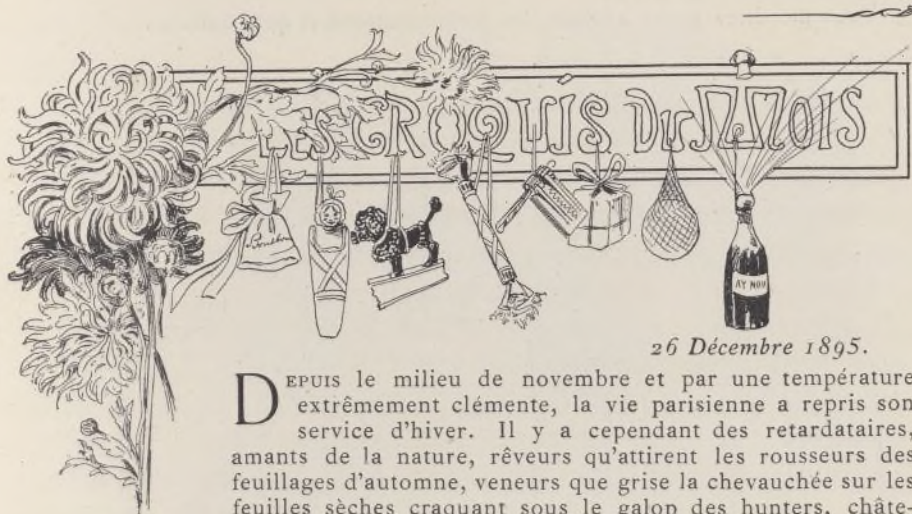 LES CROQUIS DU MOIS
Bonbon
AY MOU
26 Décembre 1895.
DEPUIS le milieu de novembre et par une température
extrêmement clémente, la vie parisienne a repris son
service d'hiver. Il y a cependant des retardataires,
amants de la nature, rêveurs qu'attirent les rousseurs des
feuillages d'automne, veneurs que grise la chevauchée sur les
feuilles sèches craquant sous le galop des hunters, châte-